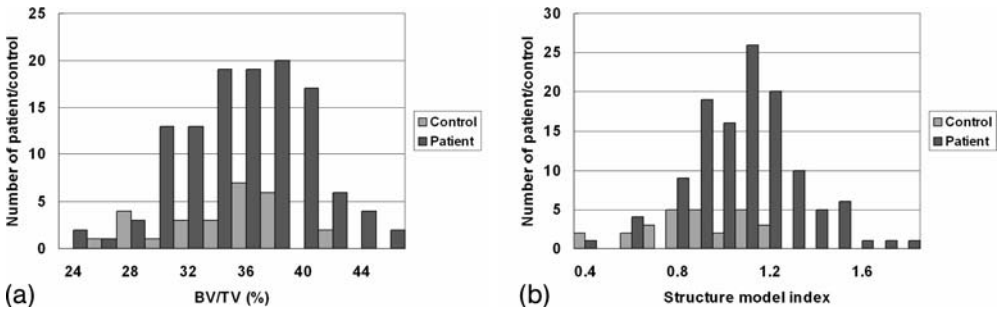 25
20
15
10
5
0
Number of patient/control
24 28 32 36 40 44
BV/TV (%)
Control
Patient
(a)
30
25
20
15
10
5
0
Number of patient/control
0.4 0.8 1.2 1.6
Structure model index
Control
Patient
(b)